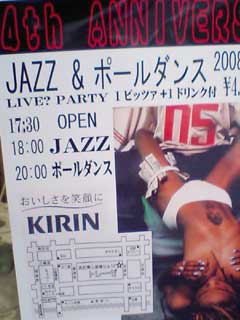 4th ANNIVERS
JAZZ & ポールダンス 2008
LIVE? PARTY 1ピッツァ+1ドリンク付 ¥4,
17:30 OPEN
18:00 JAZZ
20:00 ポールダンス
おいしさを笑顔に
KIRIN